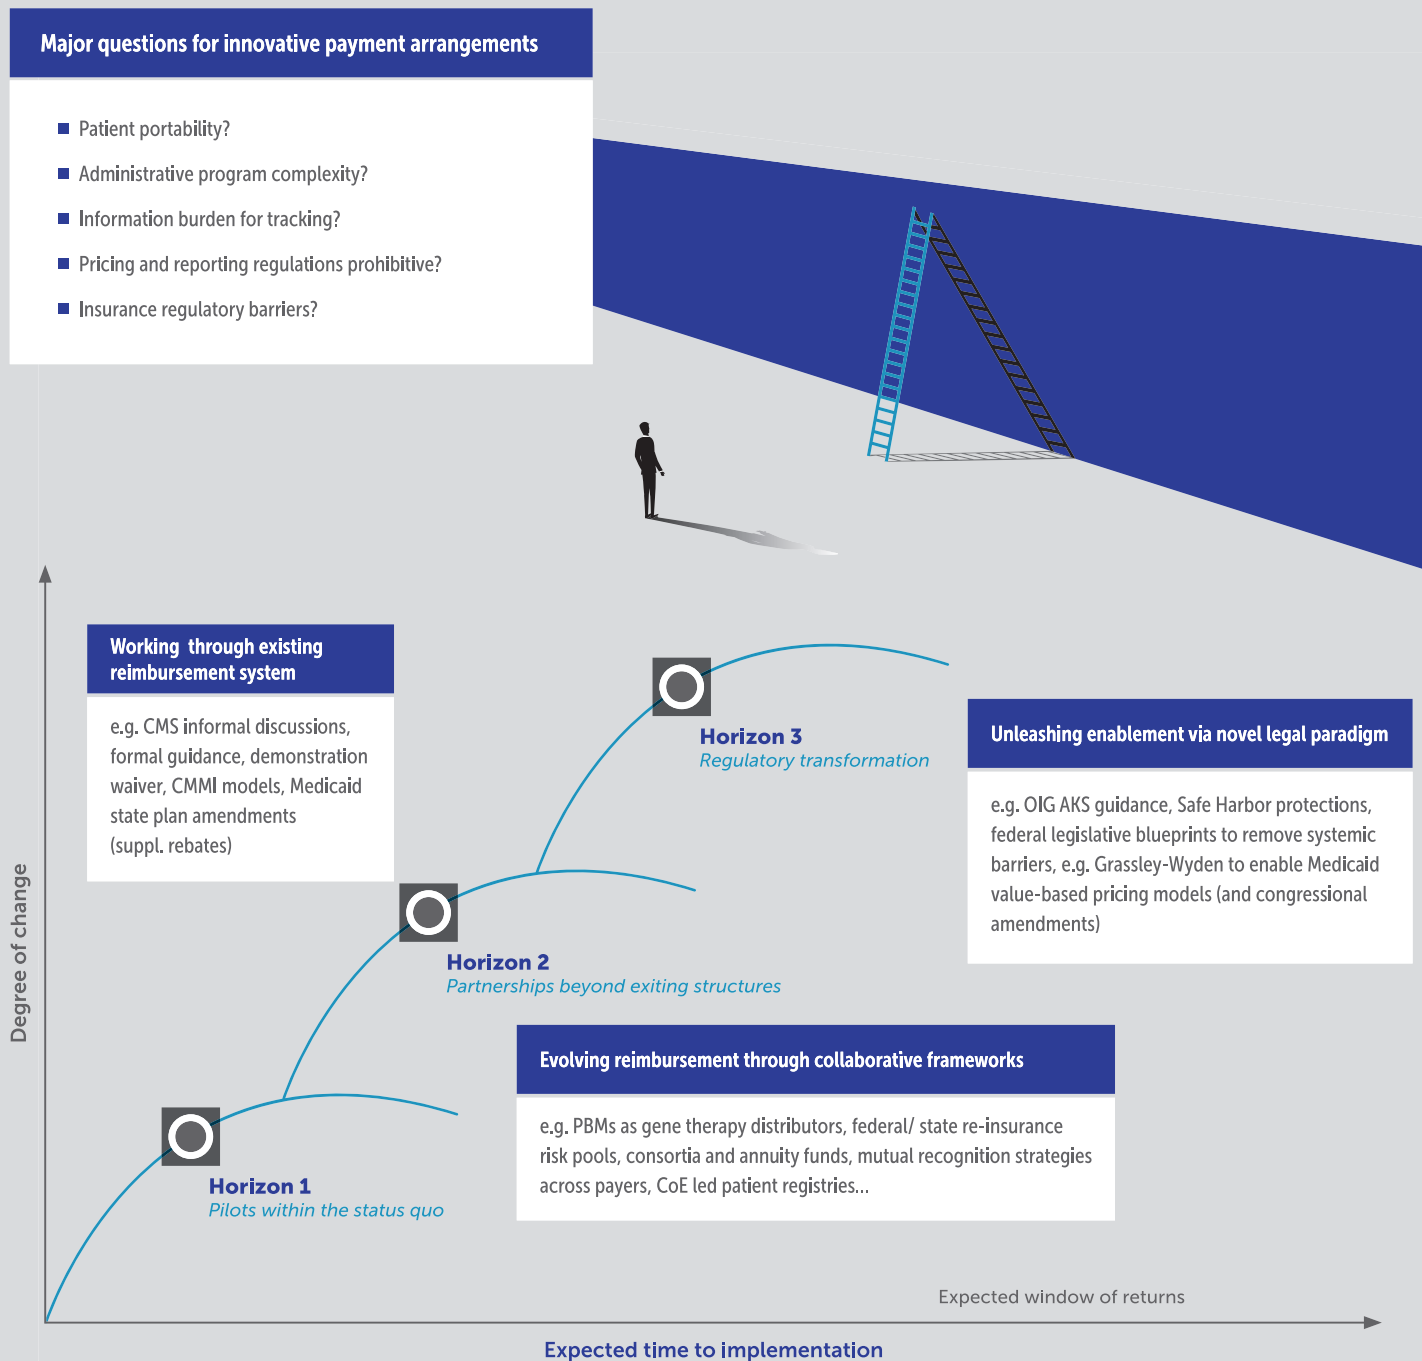 Major questions for innovative payment arrangements
Patient portability?
Administrative program complexity?
Information burden for tracking?
Pricing and reporting regulations prohibitive?
Insurance regulatory barriers?
Working through existing
reimbursement system
e.g. CMS informal discussions,
formal guidance, demonstration
waiver, CMMI models, Medicaid
state plan amendments
(suppl. rebates)
Horizon 3
Regulatory transformation
Unleashing enablement via novel legal paradigm
e.g. OIG AKS guidance, Safe Harbor protections,
federal legislative blueprints to remove systemic
barriers, e.g. Grassley-Wyden to enable Medicaid
value-based pricing models (and congressional
amendments)
Degree of change
Horizon 2
Partnerships beyond exiting structures
Evolving reimbursement through collaborative frameworks
e.g. PBMs as gene therapy distributors, federal/ state re-insurance
risk pools, consortia and annuity funds, mutual recognition strategies
across payers, CoE led patient registries...
Horizon 1
Pilots within the status quo
Expected window of returns
Expected time to implementation